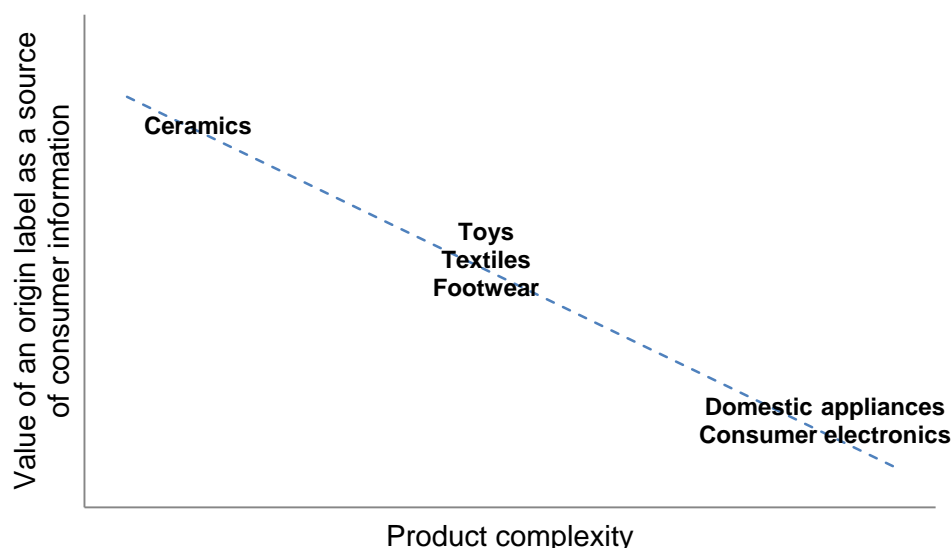 Value of an origin label as a source
of consumer information
Ceramics
Toys
Textiles
Footwear
Domestic appliances
Consumer electronics
Product complexity